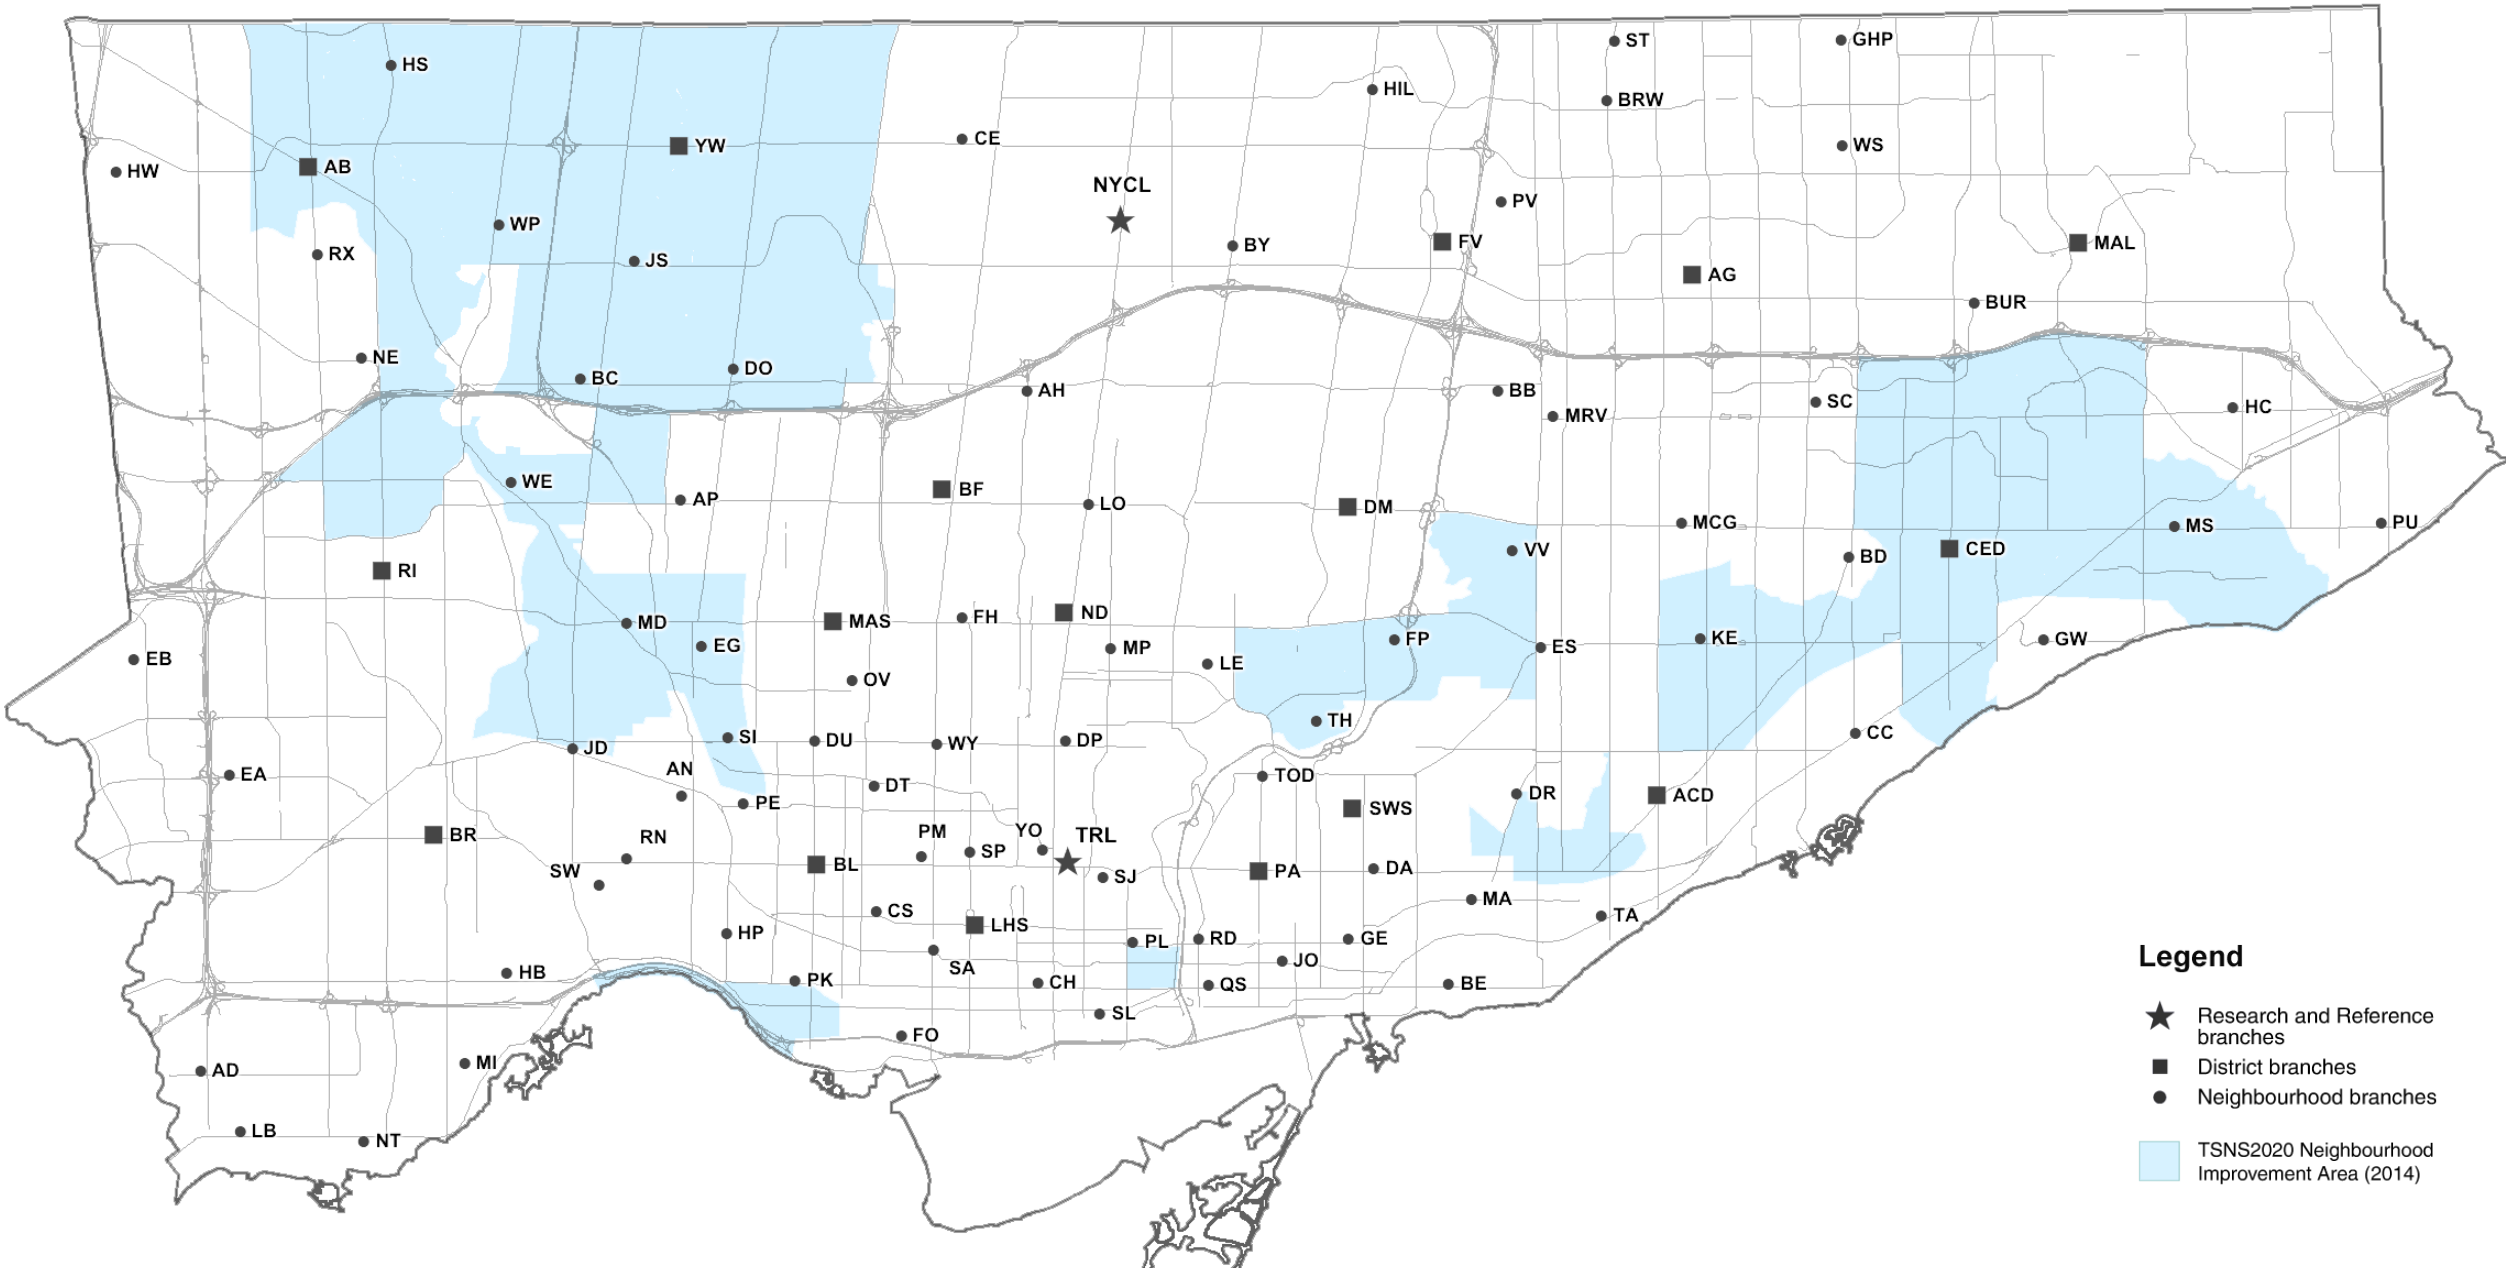 ST
GHP
HS
HIL
BRW
CE
YW
WS
HW
AB
NYCL
PV
WP
BY
FV
MAL
RX
JS
AG
BUR
NE
DO
BC
AH
BB
SC
HC
MRV
WE
BF
AP
LO
DM
MCG
MS
PU
VV
CED
BD
RI
ND
FH
MD
MAS
KE
GW
FP
EG
ES
MP
EB
LE
OV
TH
CC
SI
DU
WY
DP
JD
AN
EA
TOD
DT
DR
ACD
PE
SWS
PM
YO
TRL
BR
RN
SP
BL
SW
PA
DA
SJ
MA
CS
TA
LHS
HP
PL
RD
GE
SA
JO
HB
PK
CH
QS
BE
SL
FO
MI
AD
LB
NT
Legend
Research and Reference
branches
District branches
Neighbourhood branches
TSNS2020 Neighbourhood
Improvement Area (2014)